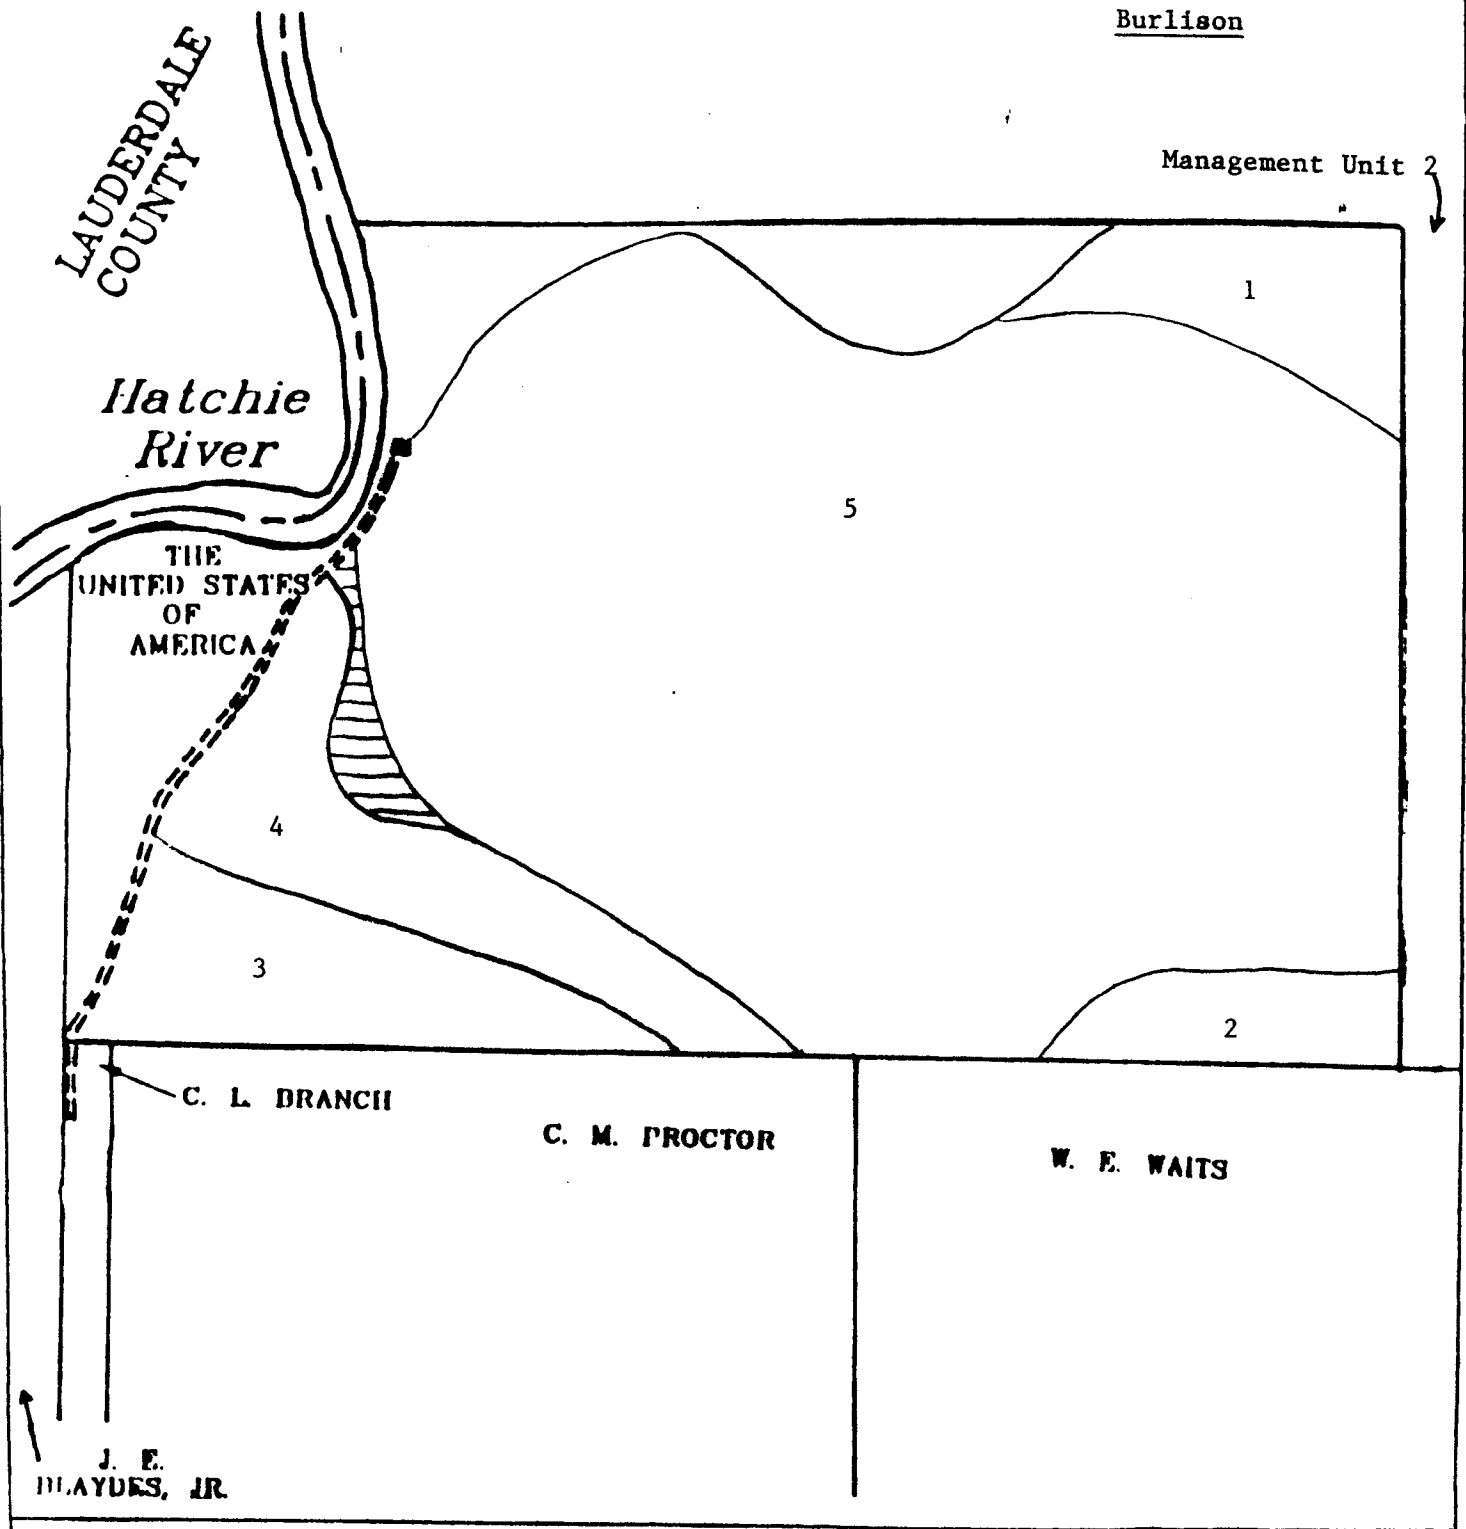 Burlison
Management Unit 2
LAUDERDALE
COUNTY
1
Hatchie
River
5
THE
UNITED STATES
OF
AMERICA
4
3
2
C. L. BRANCH
C. M. PROCTOR
W. E. WAITS
J. E.
BLAYDES, JR.